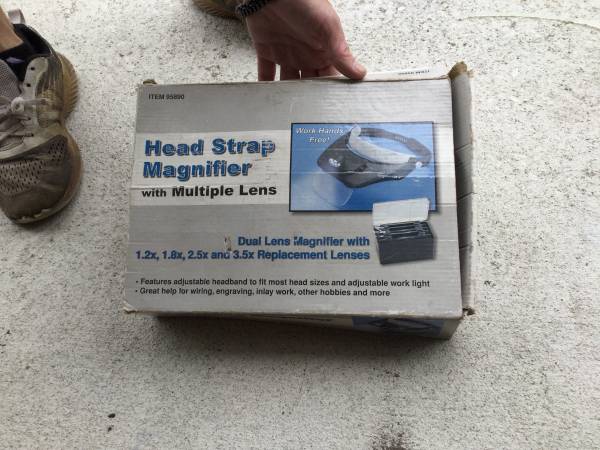 ITEM 95890
Head Strap
Magnifier
with Multiple Lens
Work Hands
Free!
Dual Lens Magnifier with
1.2x, 1.8x, 2.5x and 3.5x Replacement Lenses
· Features adjustable headband to fit most head sizes and adjustable work light
· Great help for wiring, engraving, inlay work, other hobbies and more